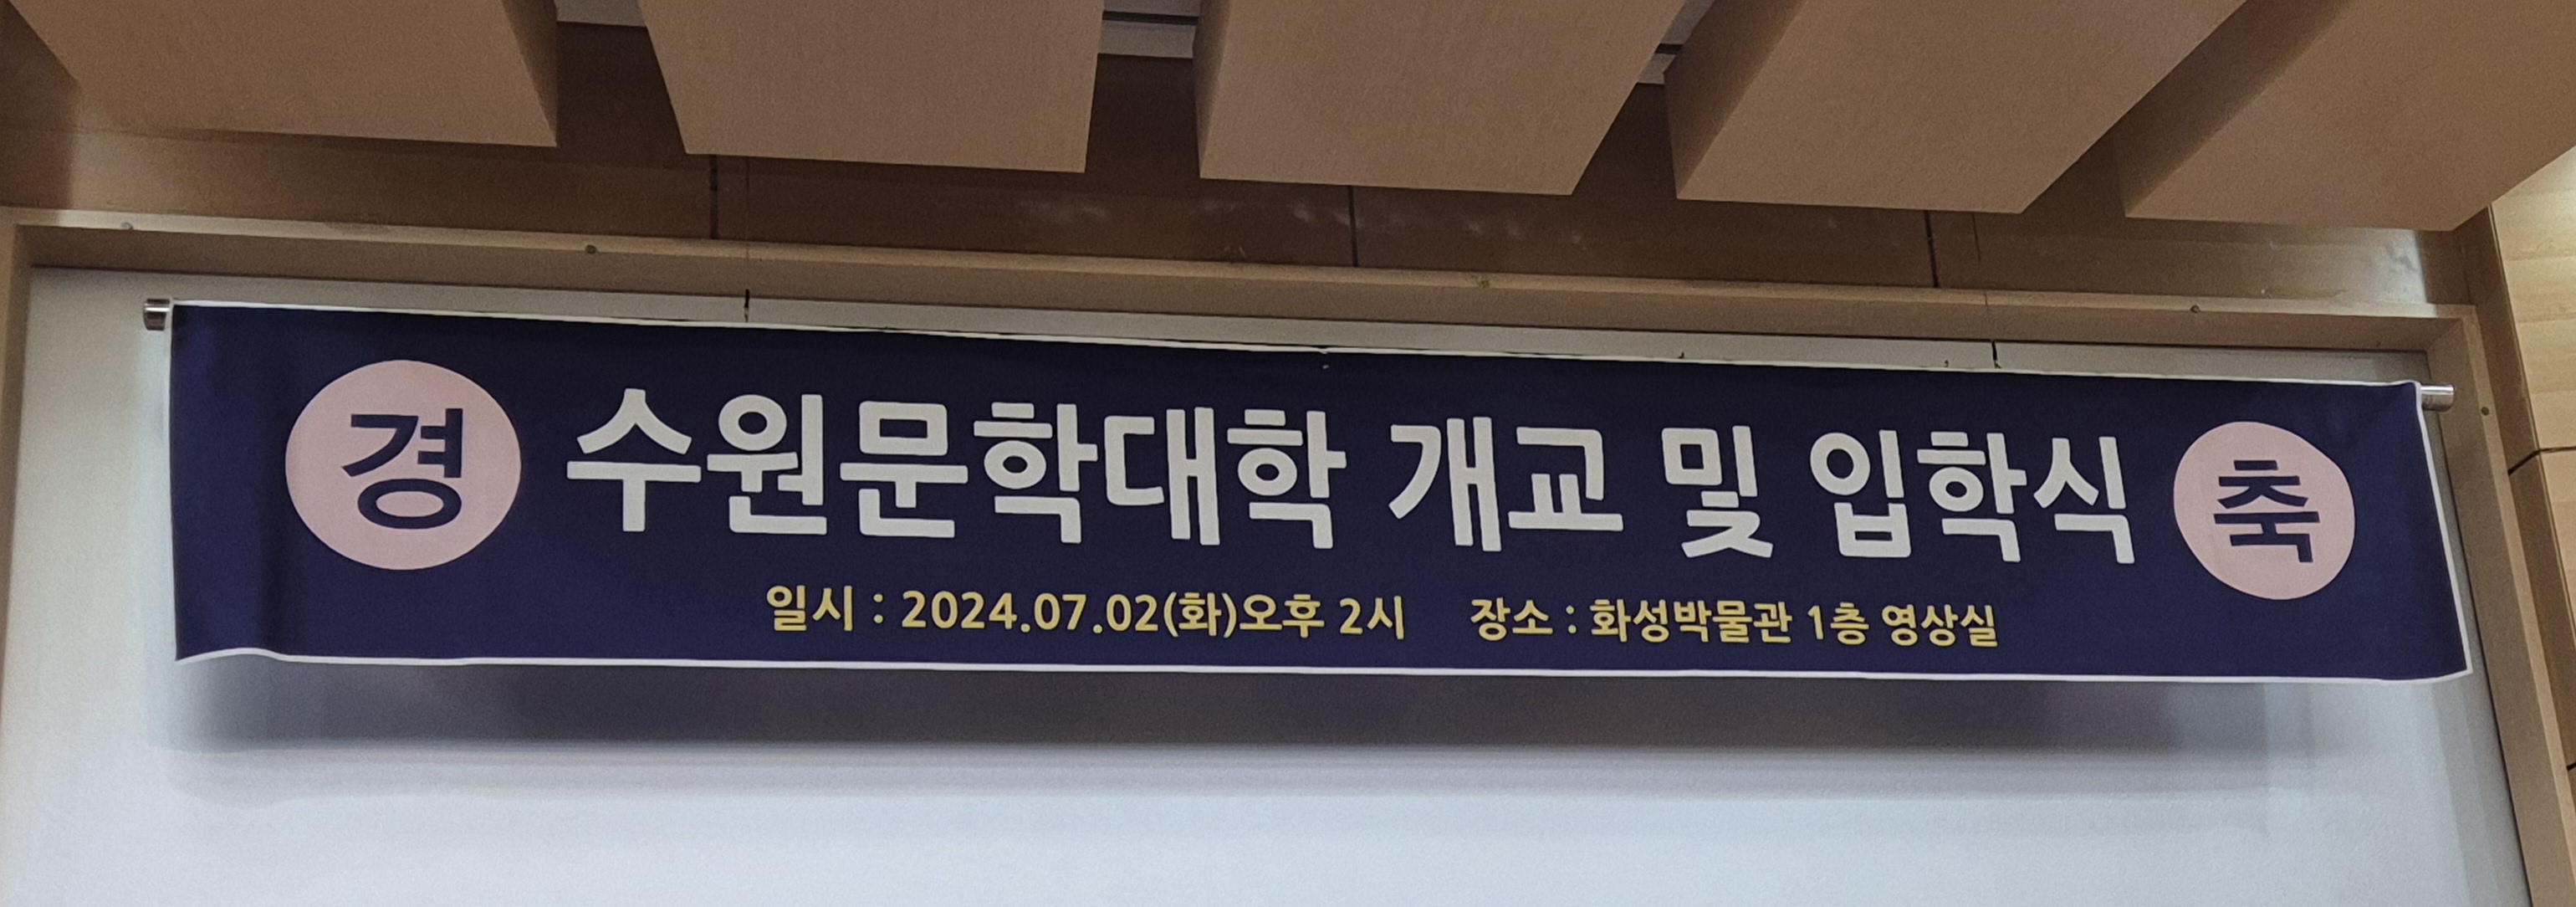 경 수원문학대학 개교 및 입학식 축
일시 : 2024.07.02(화)오후 2시 장소 : 화성박물관 1층 영상실